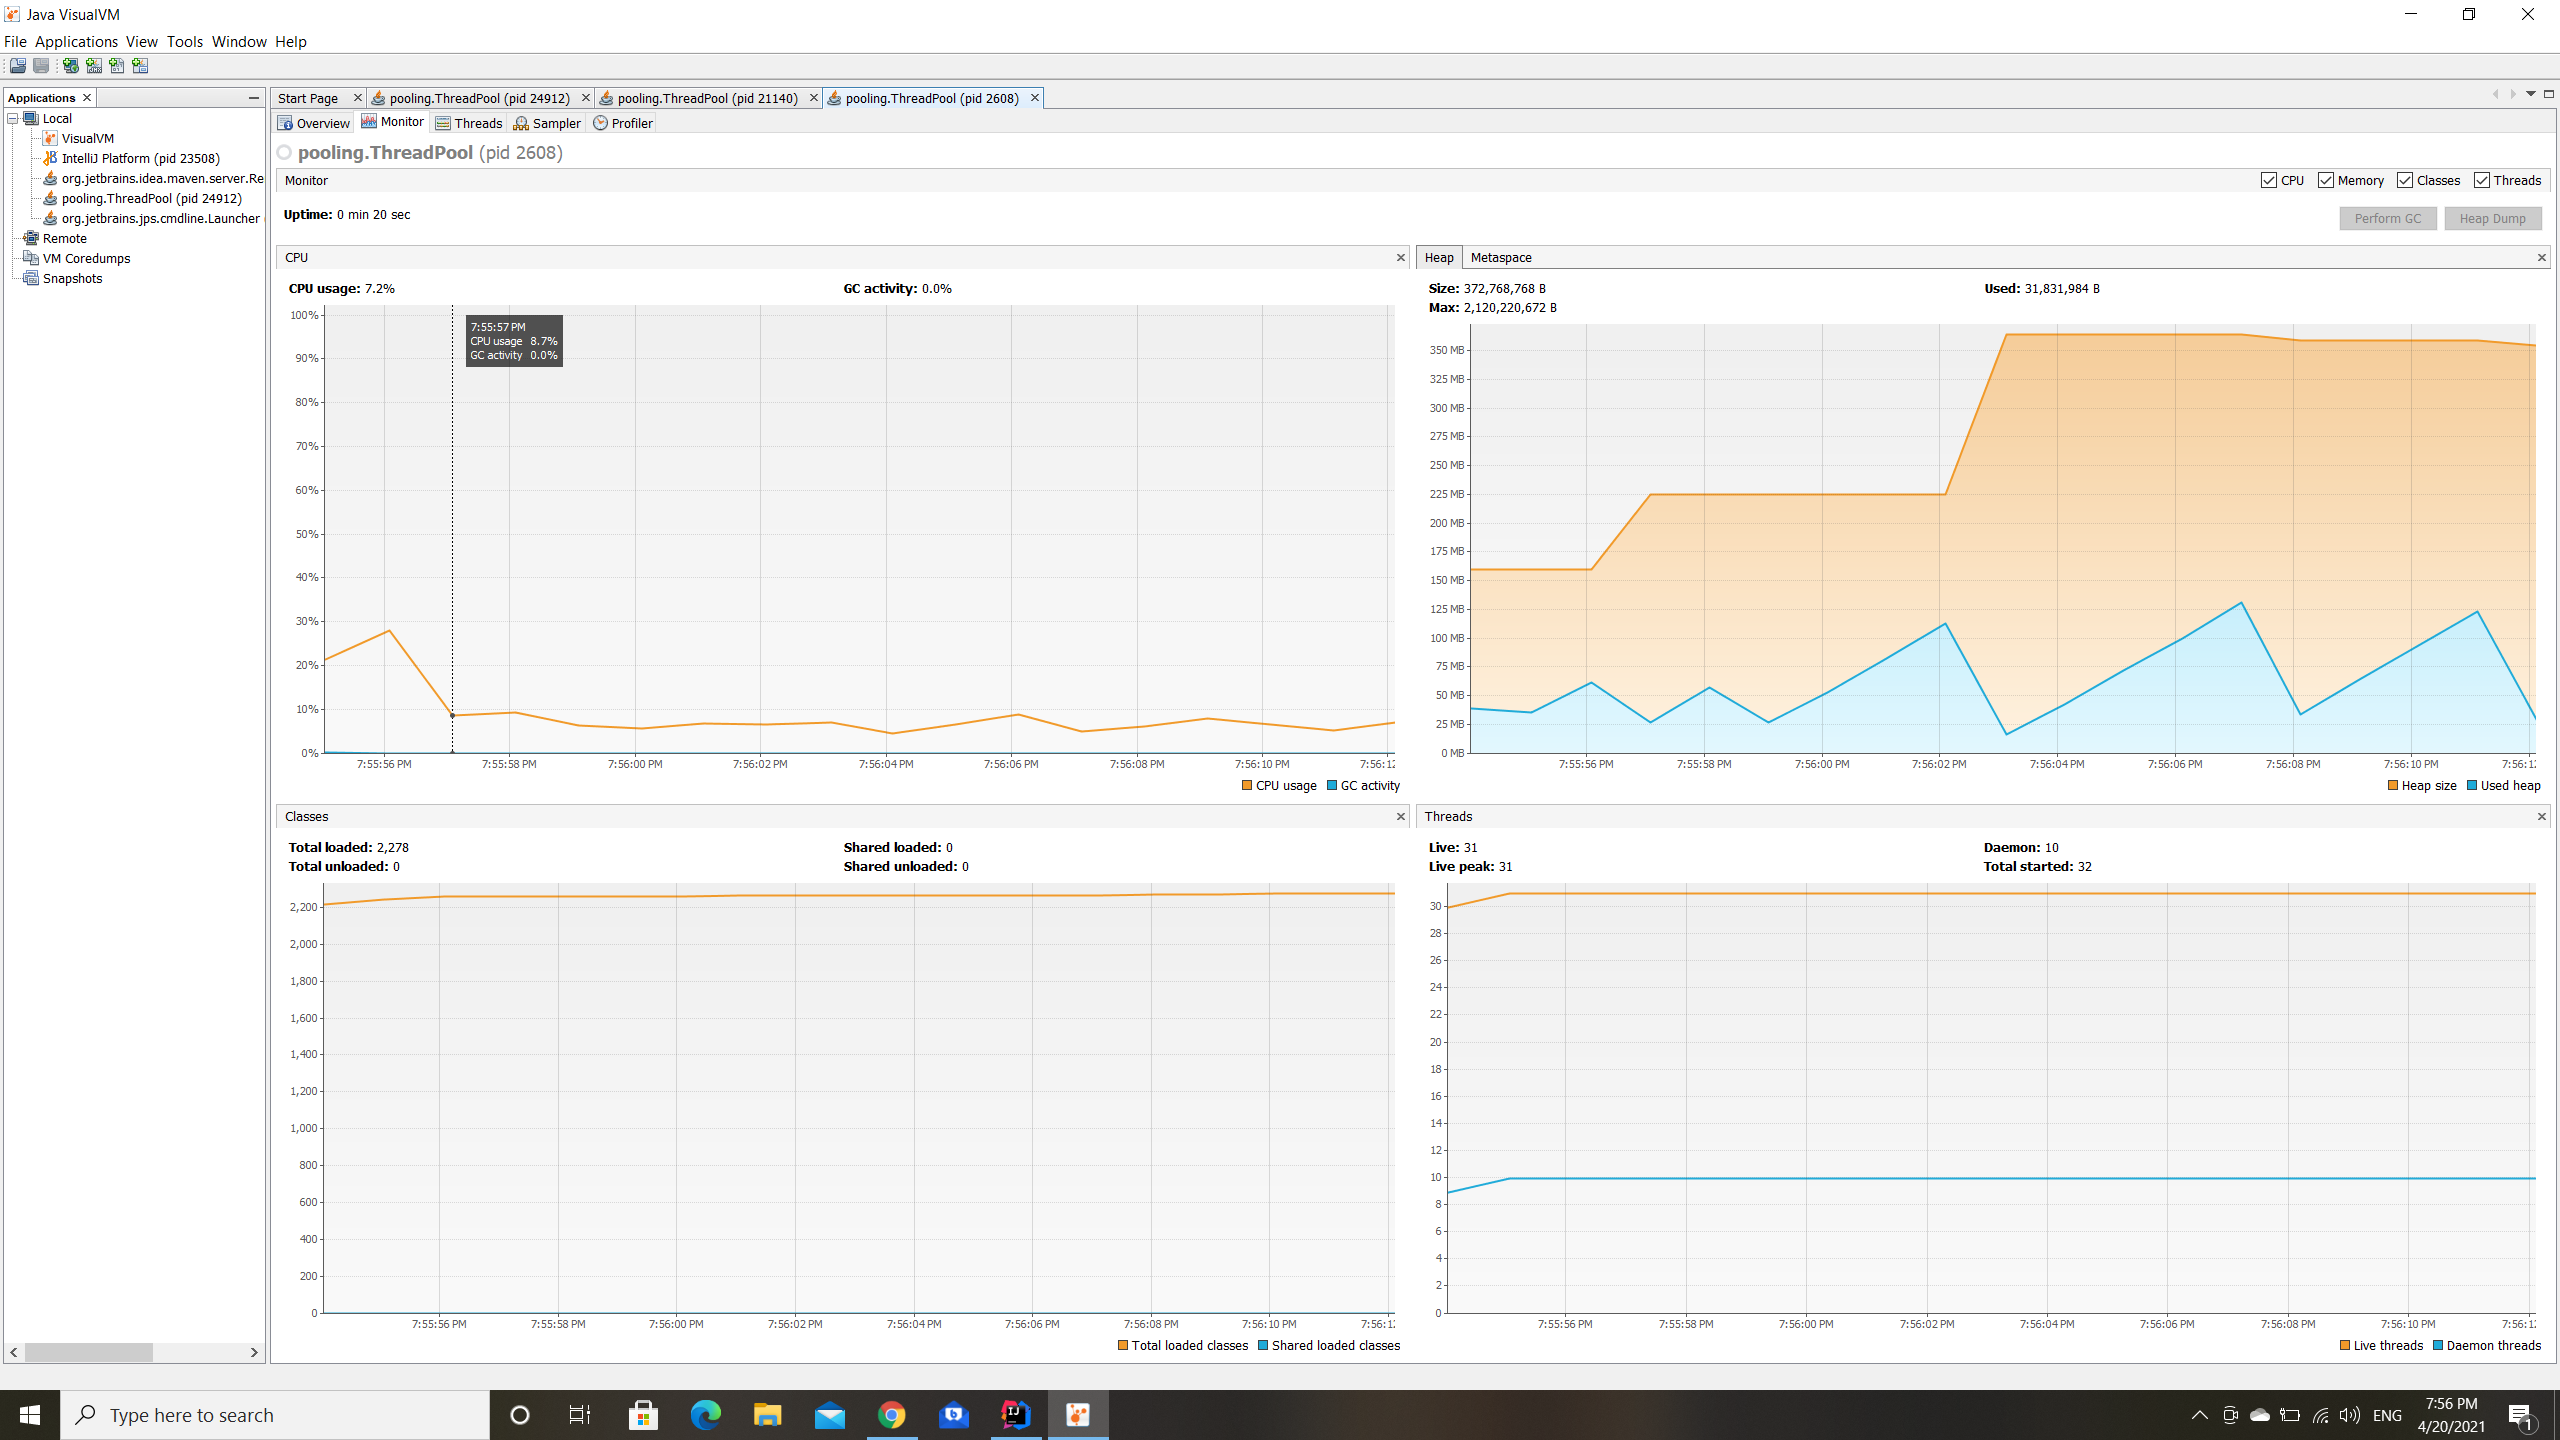 Java VisualVM
File Applications View Tools Window Help
Applications
Local
VisualVM
IntelliJ Platform (pid 23508)
org.jetbrains.idea.maven.server.Re
pooling.ThreadPool (pid 24912)
org.jetbrains.jps.cmdline.Launcher
Remote
VM Coredumps
Snapshots
Start Page pooling.ThreadPool (pid 24912) pooling.ThreadPool (pid 21140) pooling.ThreadPool (pid 2608)
Overview Monitor Threads Sampler Profiler
pooling.ThreadPool (pid 2608)
Monitor CPU Memory Classes Threads
Uptime: 0 min 20 sec
Perform GC Heap Dump
CPU
CPU usage: 7.2% GC activity: 0.0%
100%
90%
80%
70%
60%
50%
40%
30%
20%
10%
0%
7:55:57 PM
CPU usage 8.7%
GC activity 0.0%
7:55:56 PM 7:55:58 PM 7:56:00 PM 7:56:02 PM 7:56:04 PM 7:56:06 PM 7:56:08 PM 7:56:10 PM 7:56:12
CPU usage GC activity
Heap Metaspace
Size: 372,768,768 B Used: 31,831,984 B
Max: 2,120,220,672 B
350 MB
325 MB
300 MB
275 MB
250 MB
225 MB
200 MB
175 MB
150 MB
125 MB
100 MB
75 MB
50 MB
25 MB
0 MB
7:55:56 PM 7:55:58 PM 7:56:00 PM 7:56:02 PM 7:56:04 PM 7:56:06 PM 7:56:08 PM 7:56:10 PM 7:56:12
Heap size Used heap
Classes
Total loaded: 2,278 Shared loaded: 0
Total unloaded: 0 Shared unloaded: 0
2,200
2,000
1,800
1,600
1,400
1,200
1,000
800
600
400
200
0
7:55:56 PM 7:55:58 PM 7:56:00 PM 7:56:02 PM 7:56:04 PM 7:56:06 PM 7:56:08 PM 7:56:10 PM 7:56:12
Total loaded classes Shared loaded classes
Threads
Live: 31 Daemon: 10
Live peak: 31 Total started: 32
30
28
26
24
22
20
18
16
14
12
10
8
6
4
2
0
7:55:56 PM 7:55:58 PM 7:56:00 PM 7:56:02 PM 7:56:04 PM 7:56:06 PM 7:56:08 PM 7:56:10 PM 7:56:12
Live threads Daemon threads
Type here to search
IJ
ENG
7:56 PM
4/20/2021
1